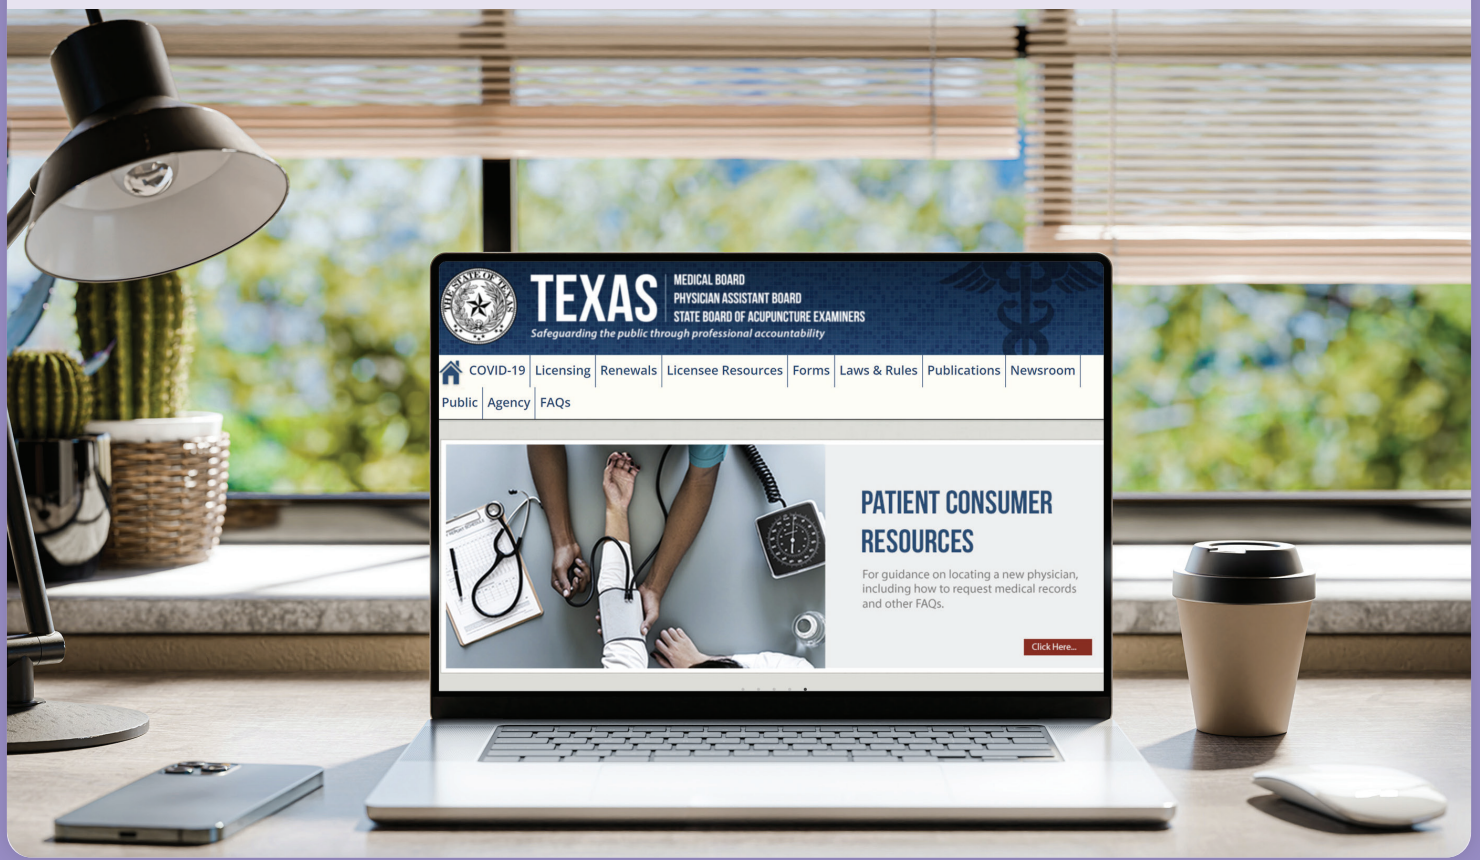 THE STATE OF TEXAS
TEXAS
MEDICAL BOARD
PHYSICIAN ASSISTANT BOARD
STATE BOARD OF ACUPUNCTURE EXAMINERS
Safeguarding the public through professional accountability
COVID-19 Licensing Renewals Licensee Resources Forms Laws & Rules Publications Newsroom
Public Agency FAQs
PATIENT CONSUMER
RESOURCES
For guidance on locating a new physician,
including how to request medical records
and other FAQs.
Click Here...